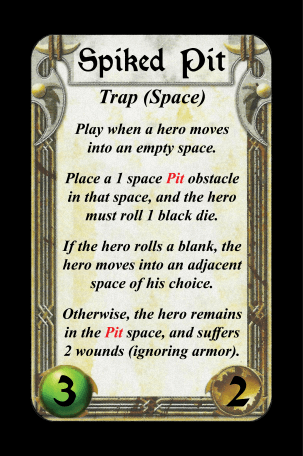 Spiked Pit
Trap (Space)
Play when a hero moves
into an empty space.
Place a 1 space Pit obstacle
in that space, and the hero
must roll 1 black die.
If the hero rolls a blank, the
hero moves into an adjacent
space of his choice.
Otherwise, the hero remains
in the Pit space, and suffers
2 wounds (ignoring armor).
3
2